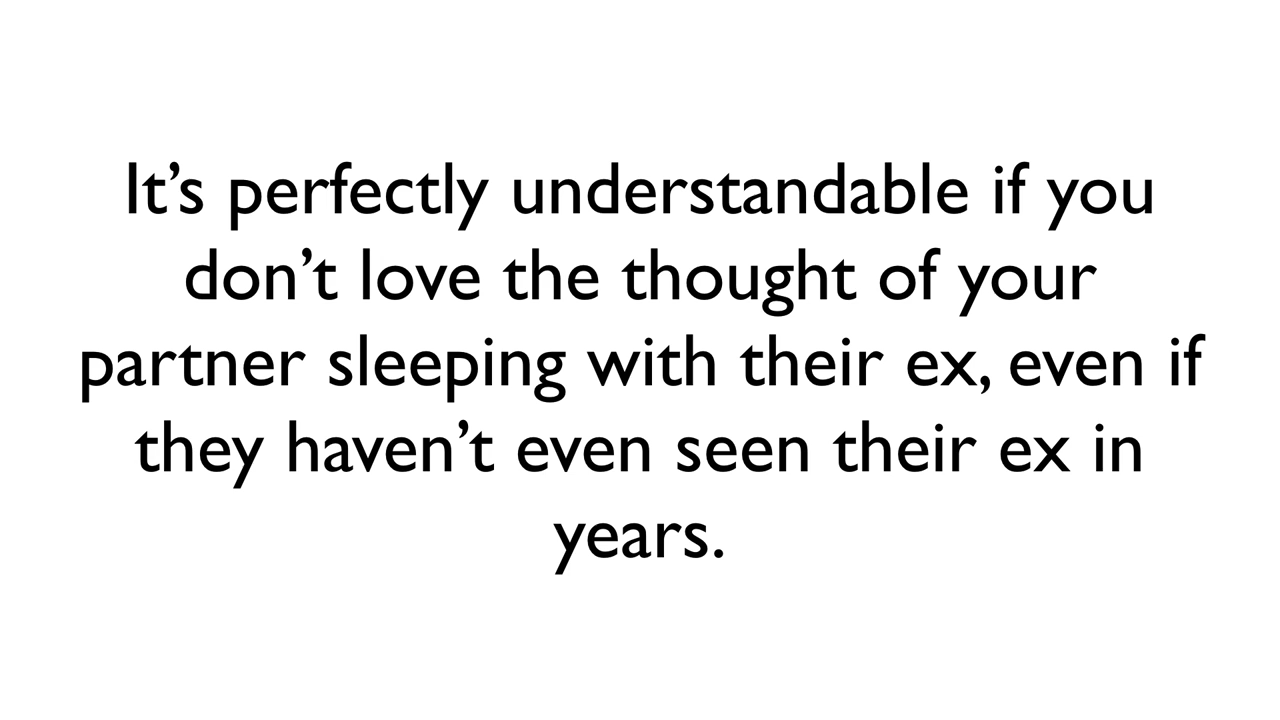 It’s perfectly understandable if you
don’t love the thought of your
partner sleeping with their ex, even if
they haven’t even seen their ex in
years.